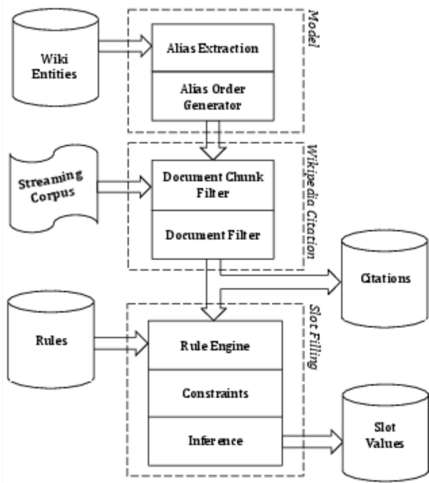 Model
Wiki
Entities
Alias Extraction
Alias Order
Generator
Wikipedia Citation
Streaming
Corpus
Document Chunk
Filter
Document Filter
Citations
Slot Filling
Rules
Rule Engine
Constraints
Inference
Slot
Values